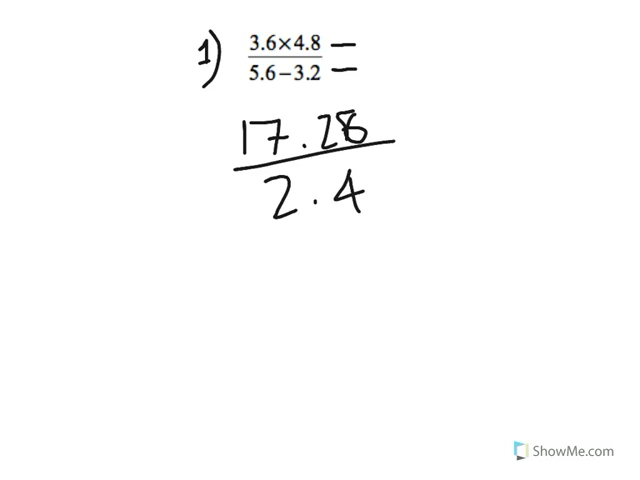 1) 3.6×4.8 =
5.6−3.2 =
17.28
2.4
ShowMe.com